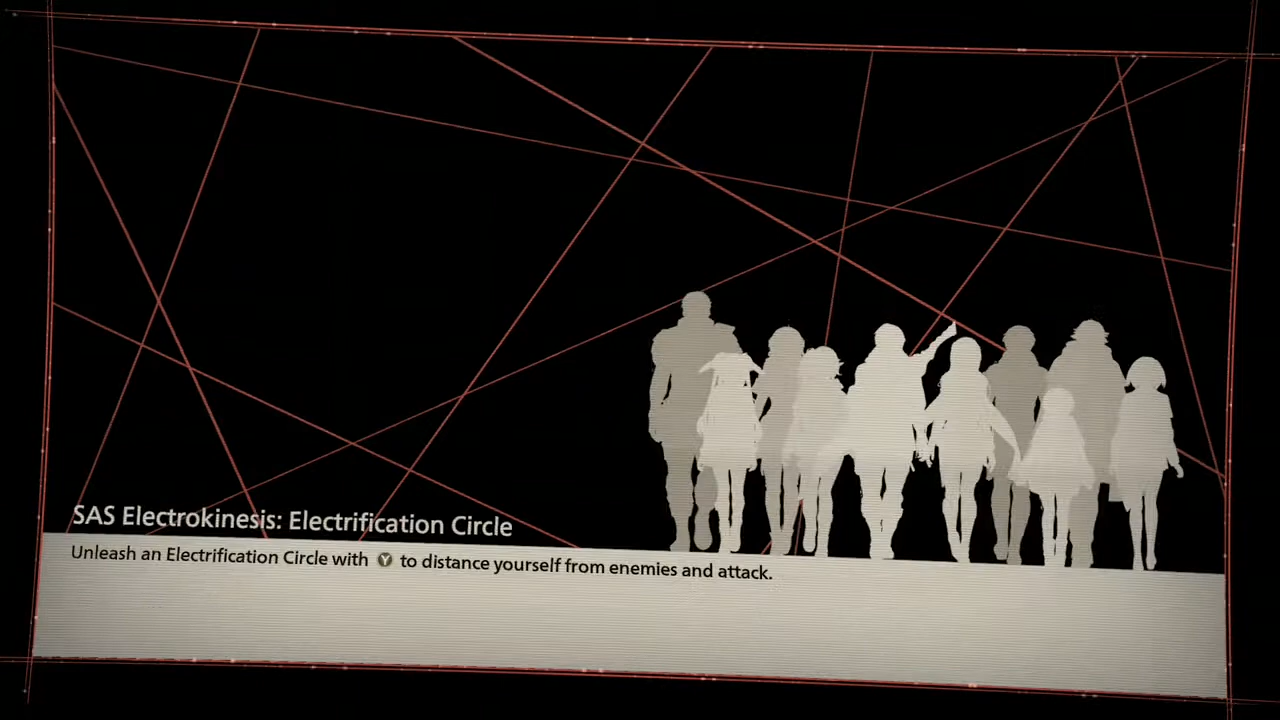 SAS Electrokinesis: Electrification Circle
Unleash an Electrification Circle with Y to distance yourself from enemies and attack.